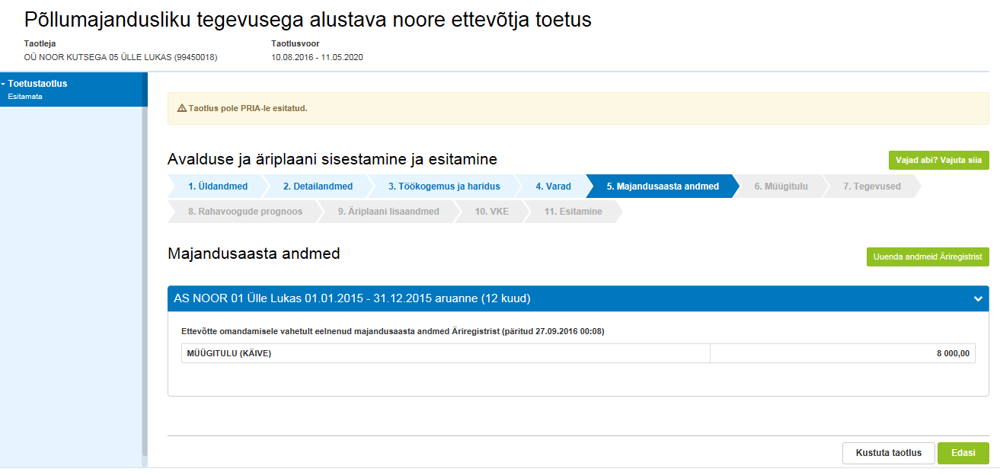 Põllumajandusliku tegevusega alustava noore ettevõtja toetus
Taotleja Taotlusvoor
OÜ NOOR KUTSEGA 05 ÜLLE LUKAS (99450018) 10.08.2016 - 11.05.2020
Toetustaotlus
Esitamata
Taotlus pole PRIA-le esitatud.
Avalduse ja äriplaani sisestamine ja esitamine
Vajad abi? Vajuta siia
1. Üldandmed 2. Detailandmed 3. Töökogemus ja haridus 4. Varad 5. Majandusaasta andmed 6. Müügitulu 7. Tegevused
8. Rahavoogude prognoos 9. Äriplaani lisaandmed 10. VKE 11. Esitamine
Majandusaasta andmed
Uuenda andmeid Äriregistrist
AS NOOR 01 Ülle Lukas 01.01.2015 - 31.12.2015 aruanne (12 kuud)
Ettevõtte omandamisele vahetult eelnenud majandusaasta andmed Äriregistrist (päritud 27.09.2016 00:08)
MÜÜGITULU (KÄIVE) 8 000,00
Kustuta taotlus Edasi